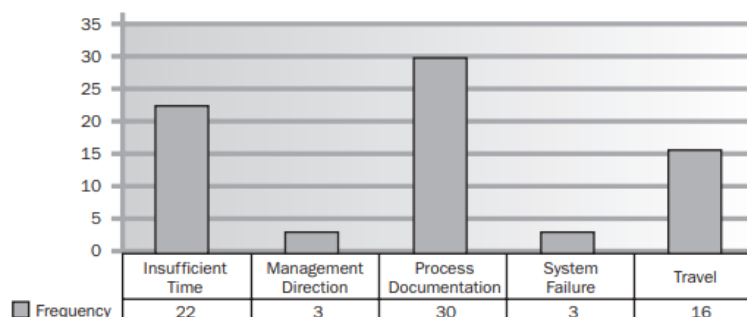 35
30
25
20
15
10
5
0
Insufficient Time
Management Direction
Process Documentation
System Failure
Travel
Frequency 22 3 30 3 16